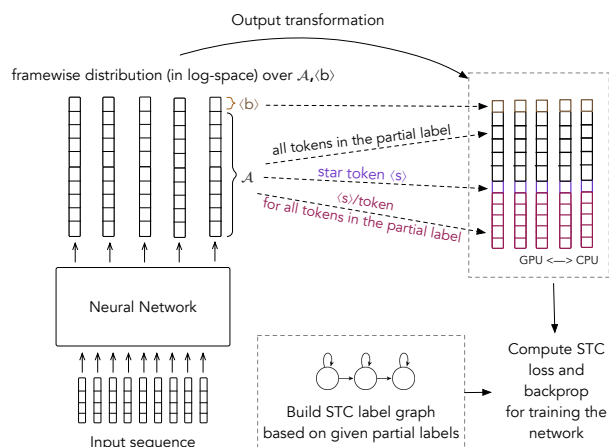 Output transformation
framewise distribution (in log-space) over 𝒜,⟨b⟩
⟨b⟩
all tokens in the partial label
𝒜
star token ⟨s⟩
⟨s⟩/token
for all tokens in the partial label
GPU <—> CPU
Neural Network
Input sequence
Build STC label graph
based on given partial labels
Compute STC
loss and
backprop
for training the
network